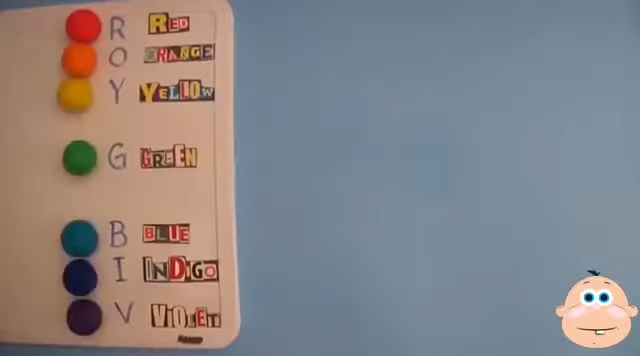 R RED
O ORANGE
Y YELLOW
G GREEN
B BLUE
I INDIGO
V VIOLET